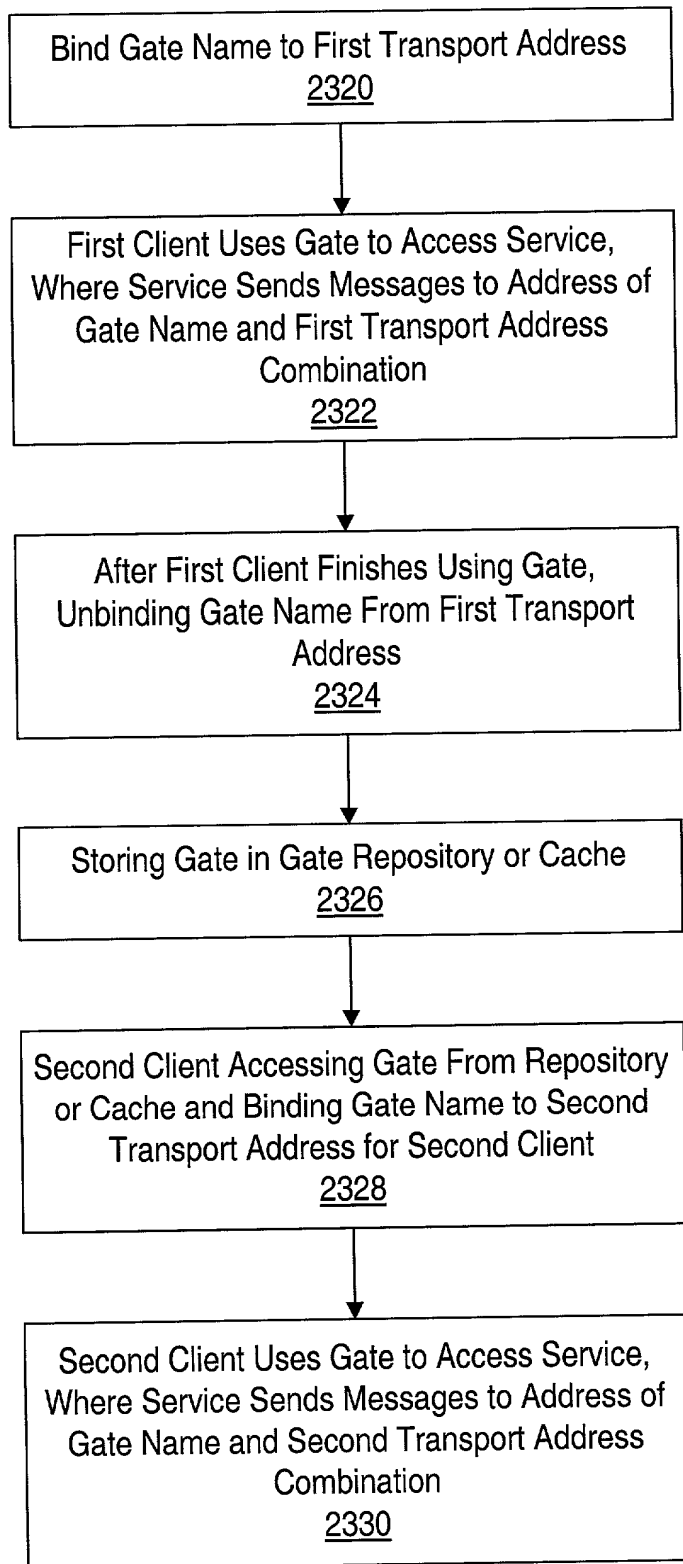 Bind Gate Name to First Transport Address
2320
First Client Uses Gate to Access Service,
Where Service Sends Messages to Address of
Gate Name and First Transport Address
Combination
2322
After First Client Finishes Using Gate,
Unbinding Gate Name From First Transport
Address
2324
Storing Gate in Gate Repository or Cache
2326
Second Client Accessing Gate From Repository
or Cache and Binding Gate Name to Second
Transport Address for Second Client
2328
Second Client Uses Gate to Access Service,
Where Service Sends Messages to Address of
Gate Name and Second Transport Address
Combination
2330